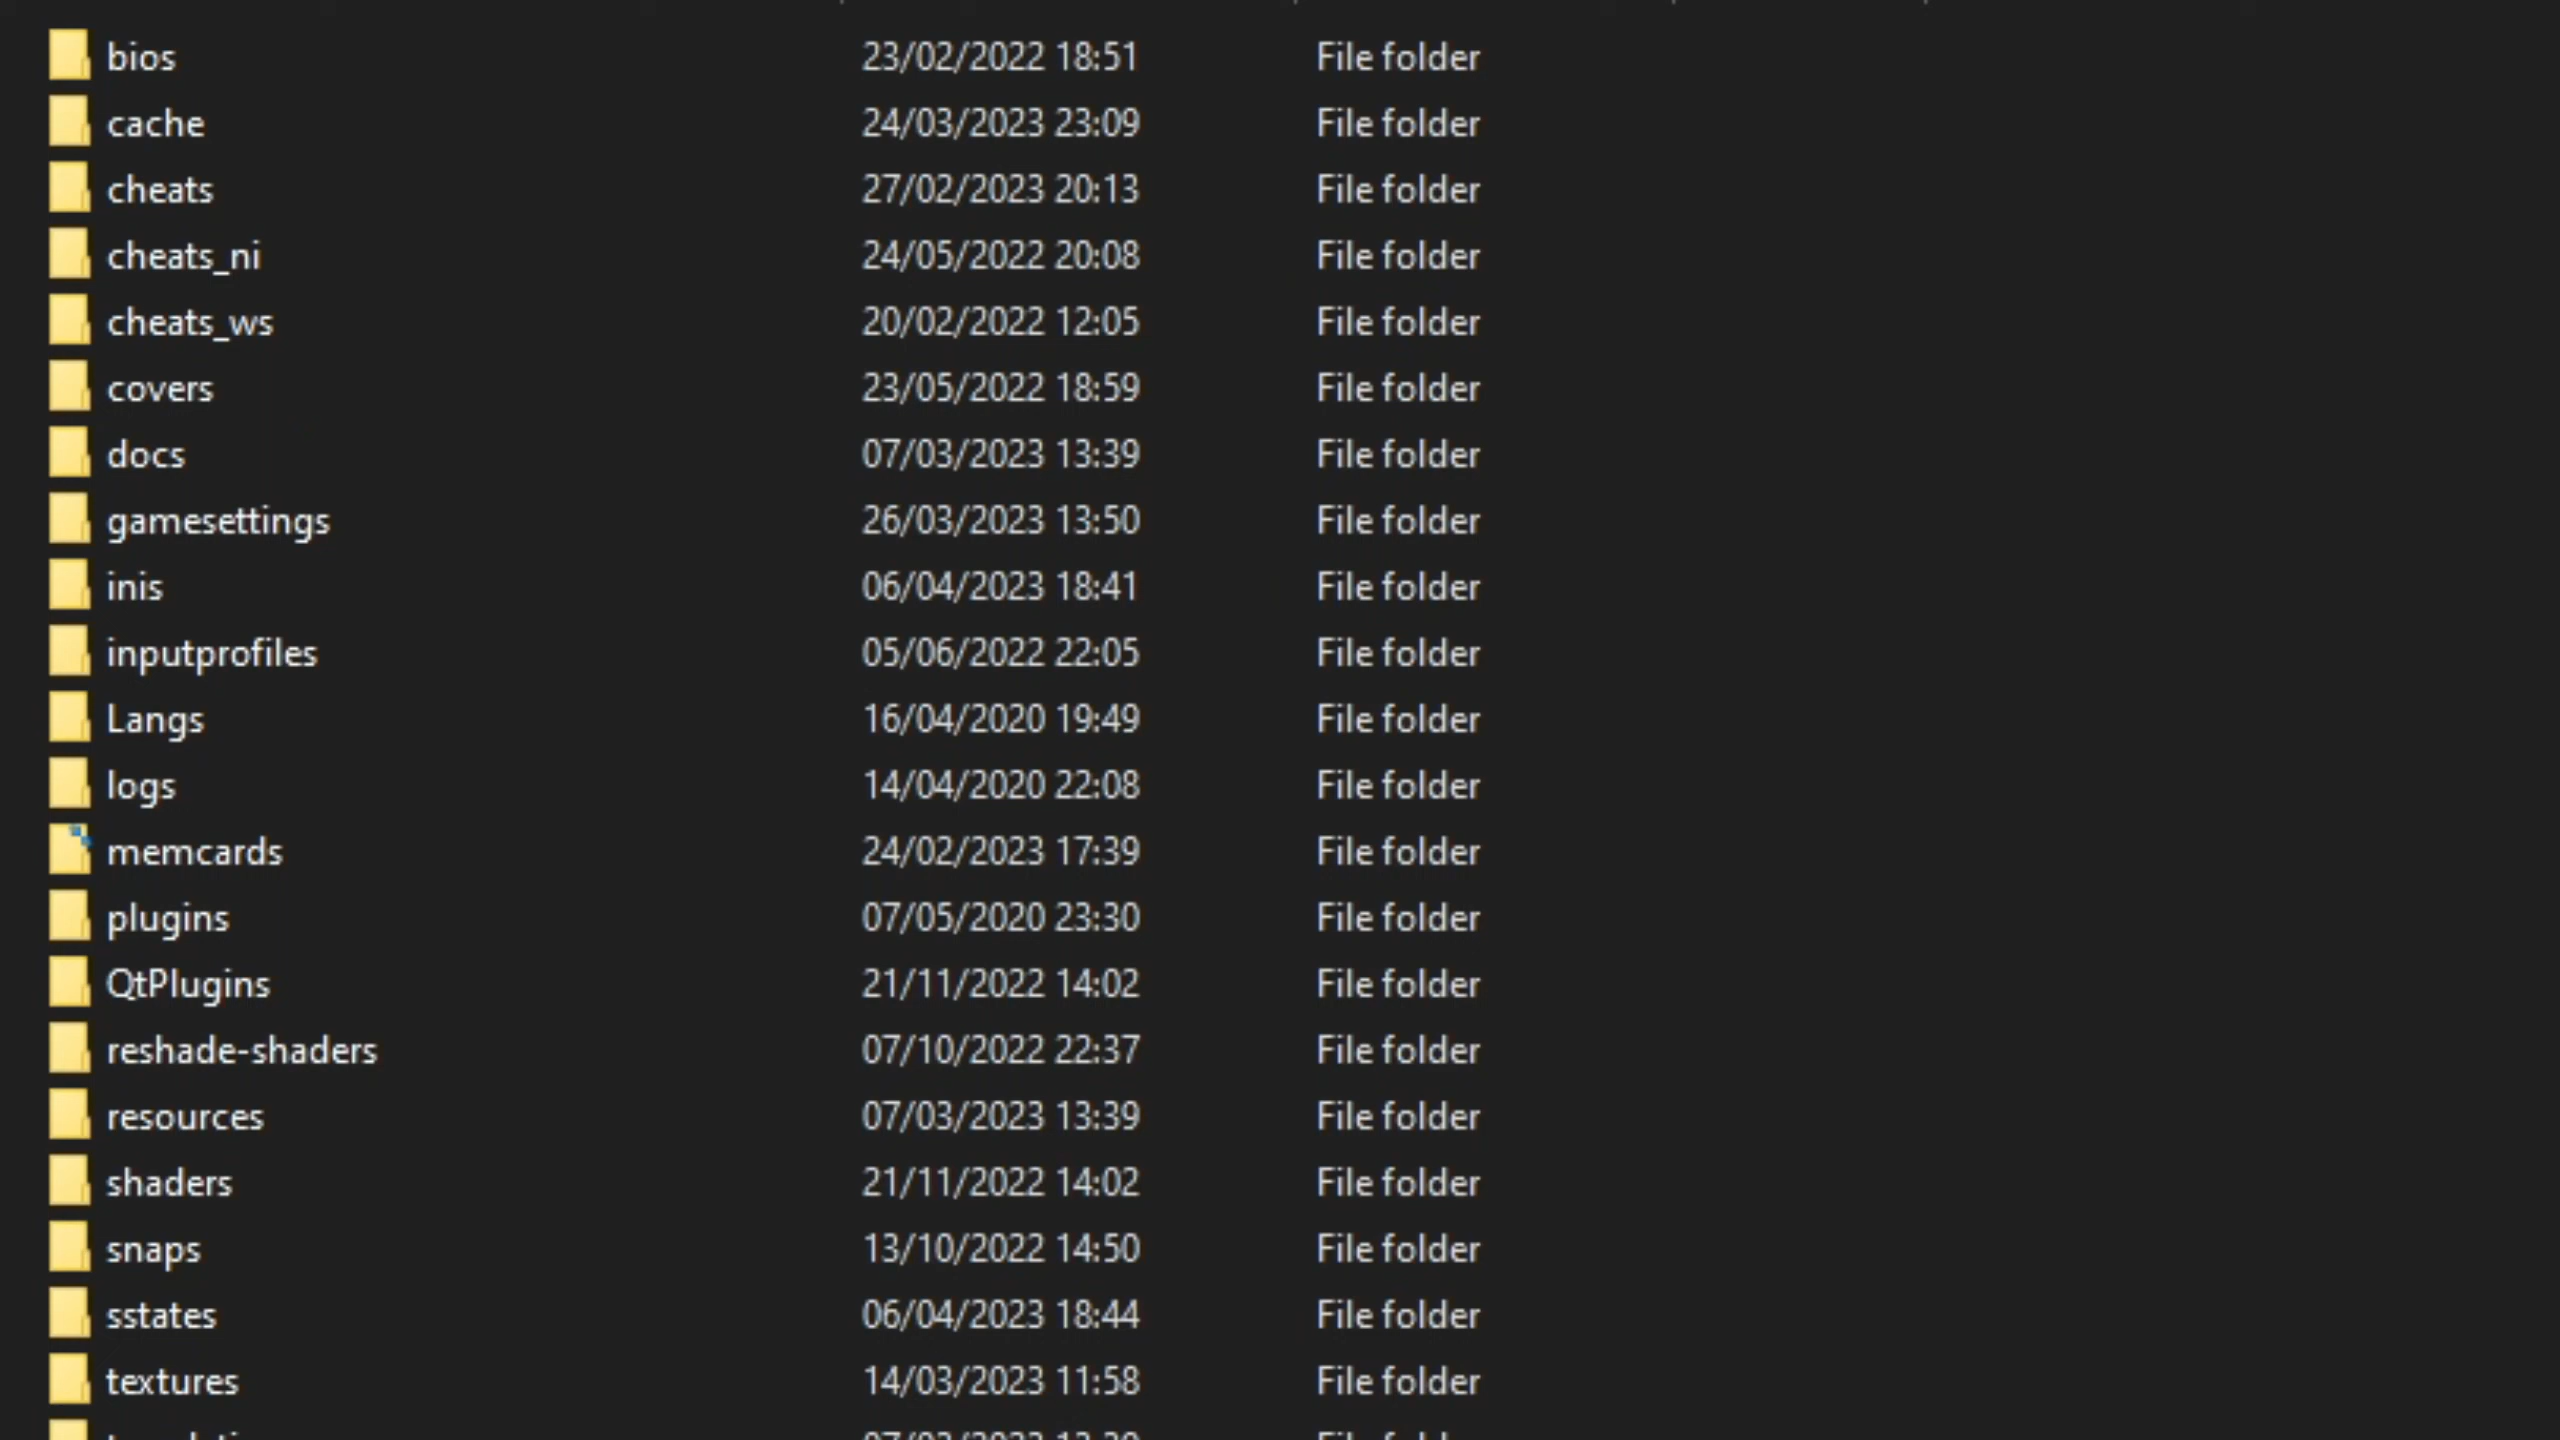 bios 23/02/2022 18:51 File folder
cache 24/03/2023 23:09 File folder
cheats 27/02/2023 20:13 File folder
cheats_ni 24/05/2022 20:08 File folder
cheats_ws 20/02/2022 12:05 File folder
covers 23/05/2022 18:59 File folder
docs 07/03/2023 13:39 File folder
gamesettings 26/03/2023 13:50 File folder
inis 06/04/2023 18:41 File folder
inputprofiles 05/06/2022 22:05 File folder
Langs 16/04/2020 19:49 File folder
logs 14/04/2020 22:08 File folder
memcards 24/02/2023 17:39 File folder
plugins 07/05/2020 23:30 File folder
QtPlugins 21/11/2022 14:02 File folder
reshade-shaders 07/10/2022 22:37 File folder
resources 07/03/2023 13:39 File folder
shaders 21/11/2022 14:02 File folder
snaps 13/10/2022 14:50 File folder
sstates 06/04/2023 18:44 File folder
textures 14/03/2023 11:58 File folder